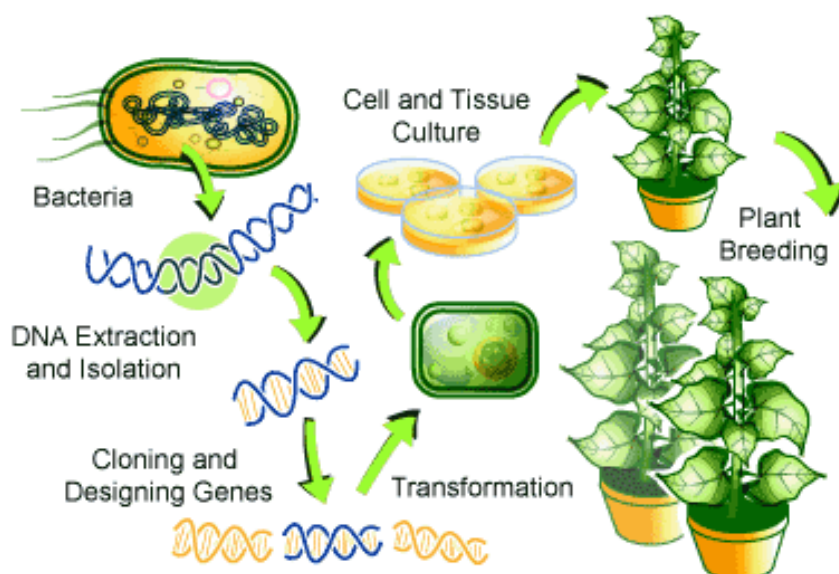 Bacteria
DNA Extraction
and Isolation
Cloning and
Designing Genes
Transformation
Cell and Tissue
Culture
Plant
Breeding